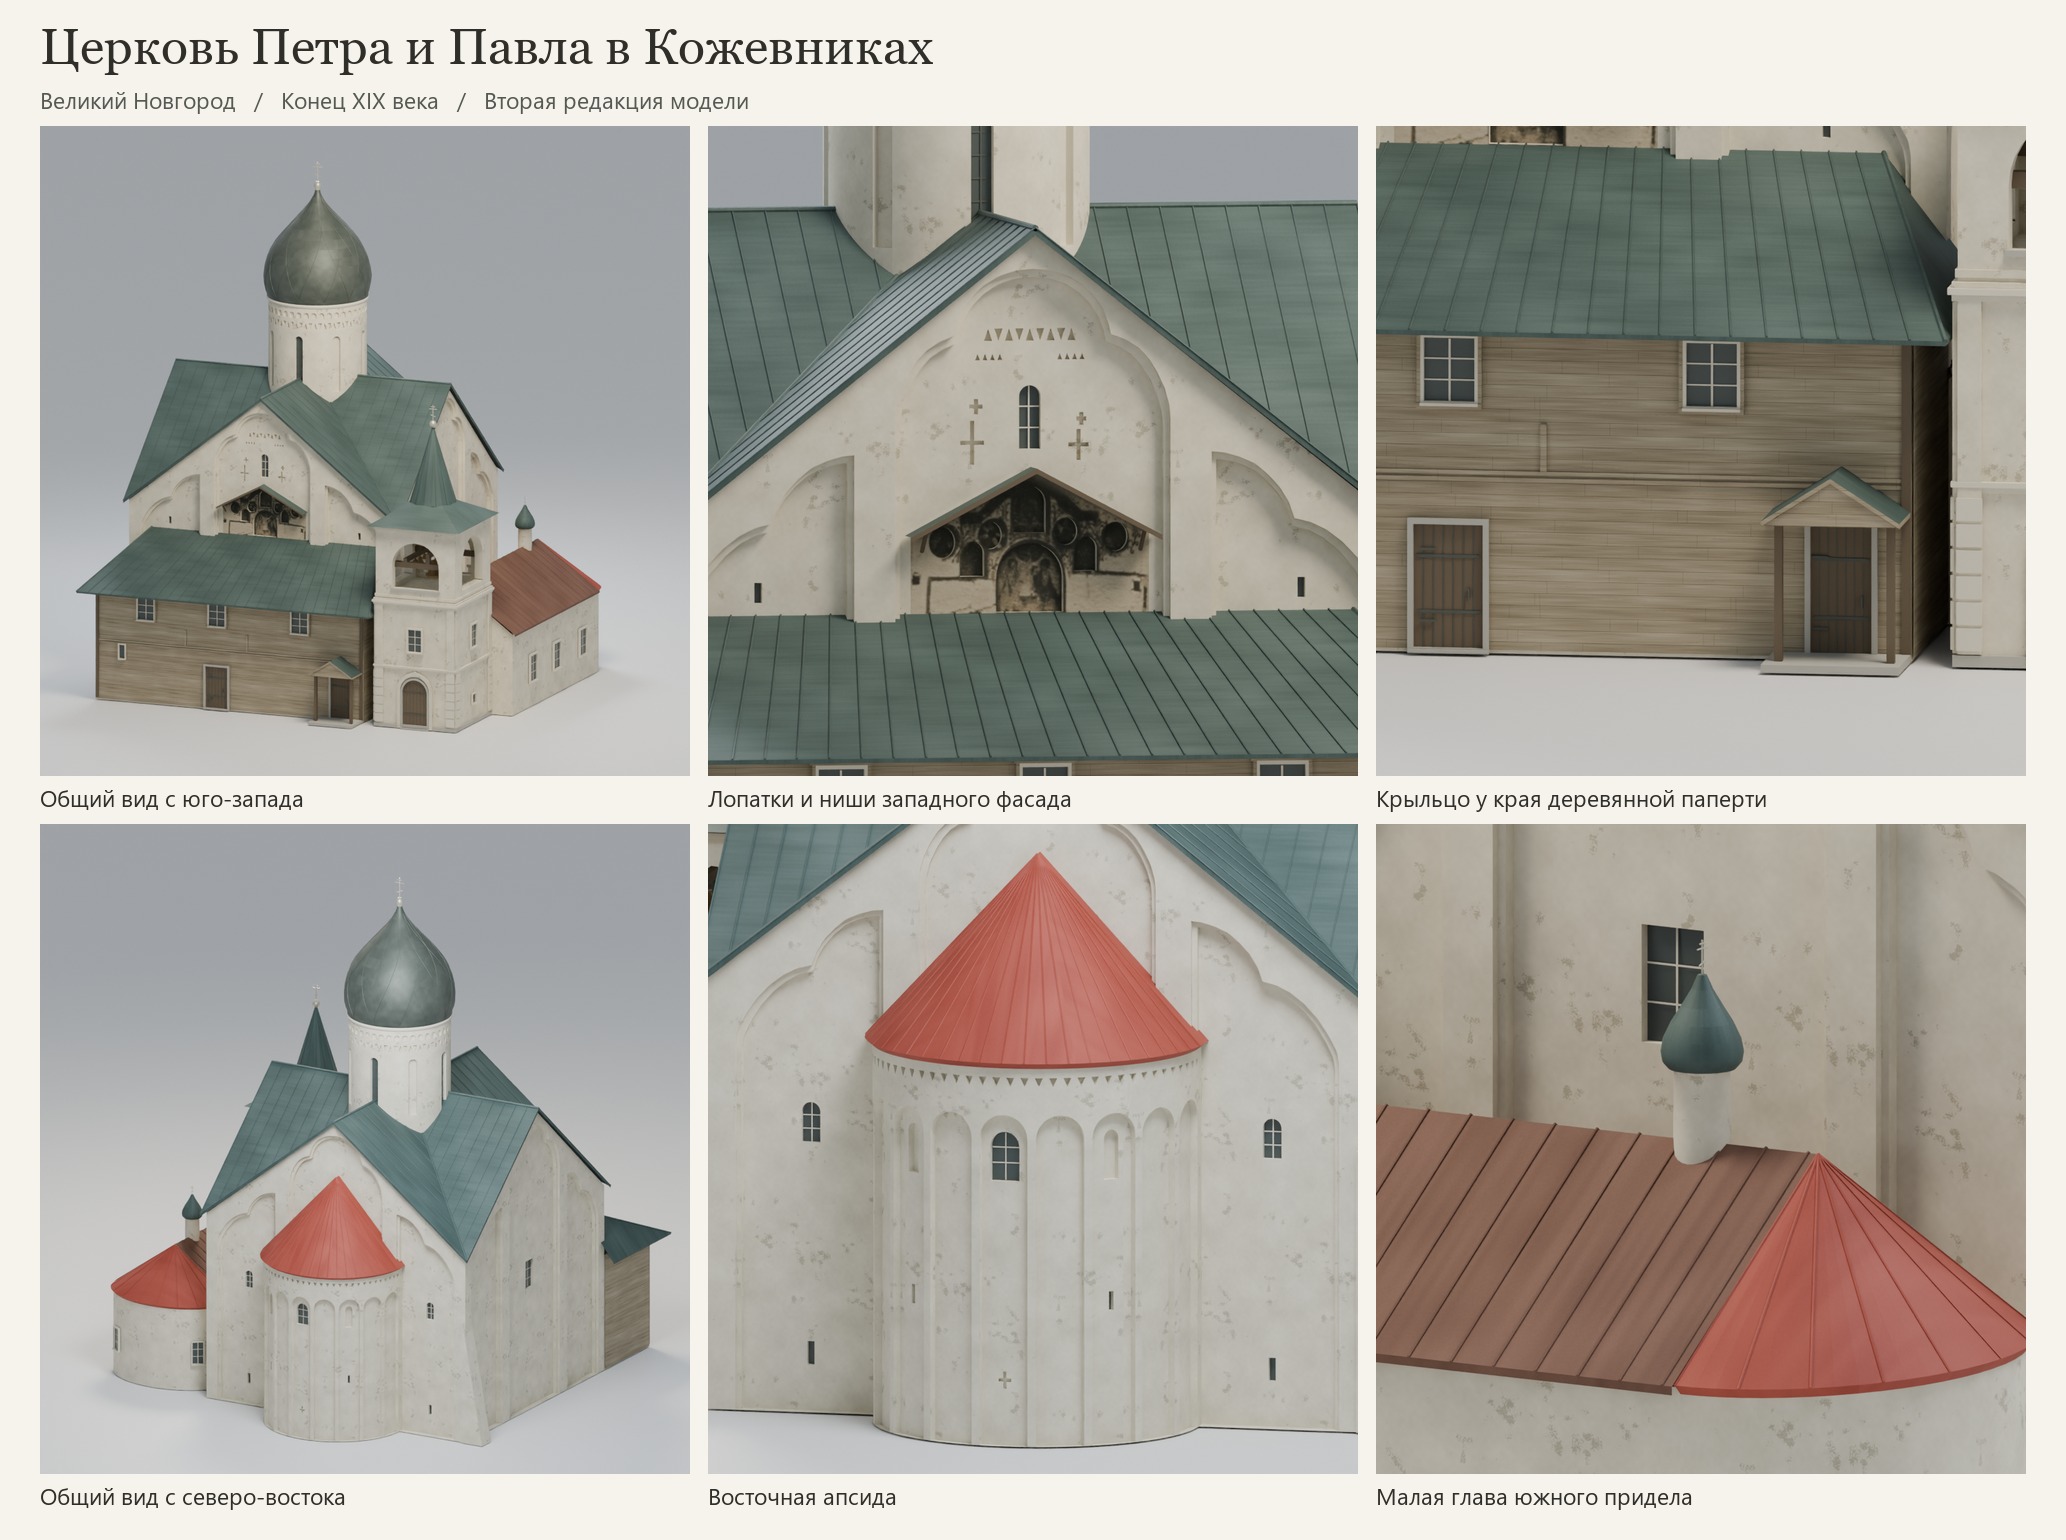 Церковь Петра и Павла в Кожевниках
Великий Новгород / Конец XIX века / Вторая редакция модели
Общий вид с юго-запада
Лопатки и ниши западного фасада
Крыльцо у края деревянной паперти
Общий вид с северо-востока
Восточная апсида
Малая глава южного придела